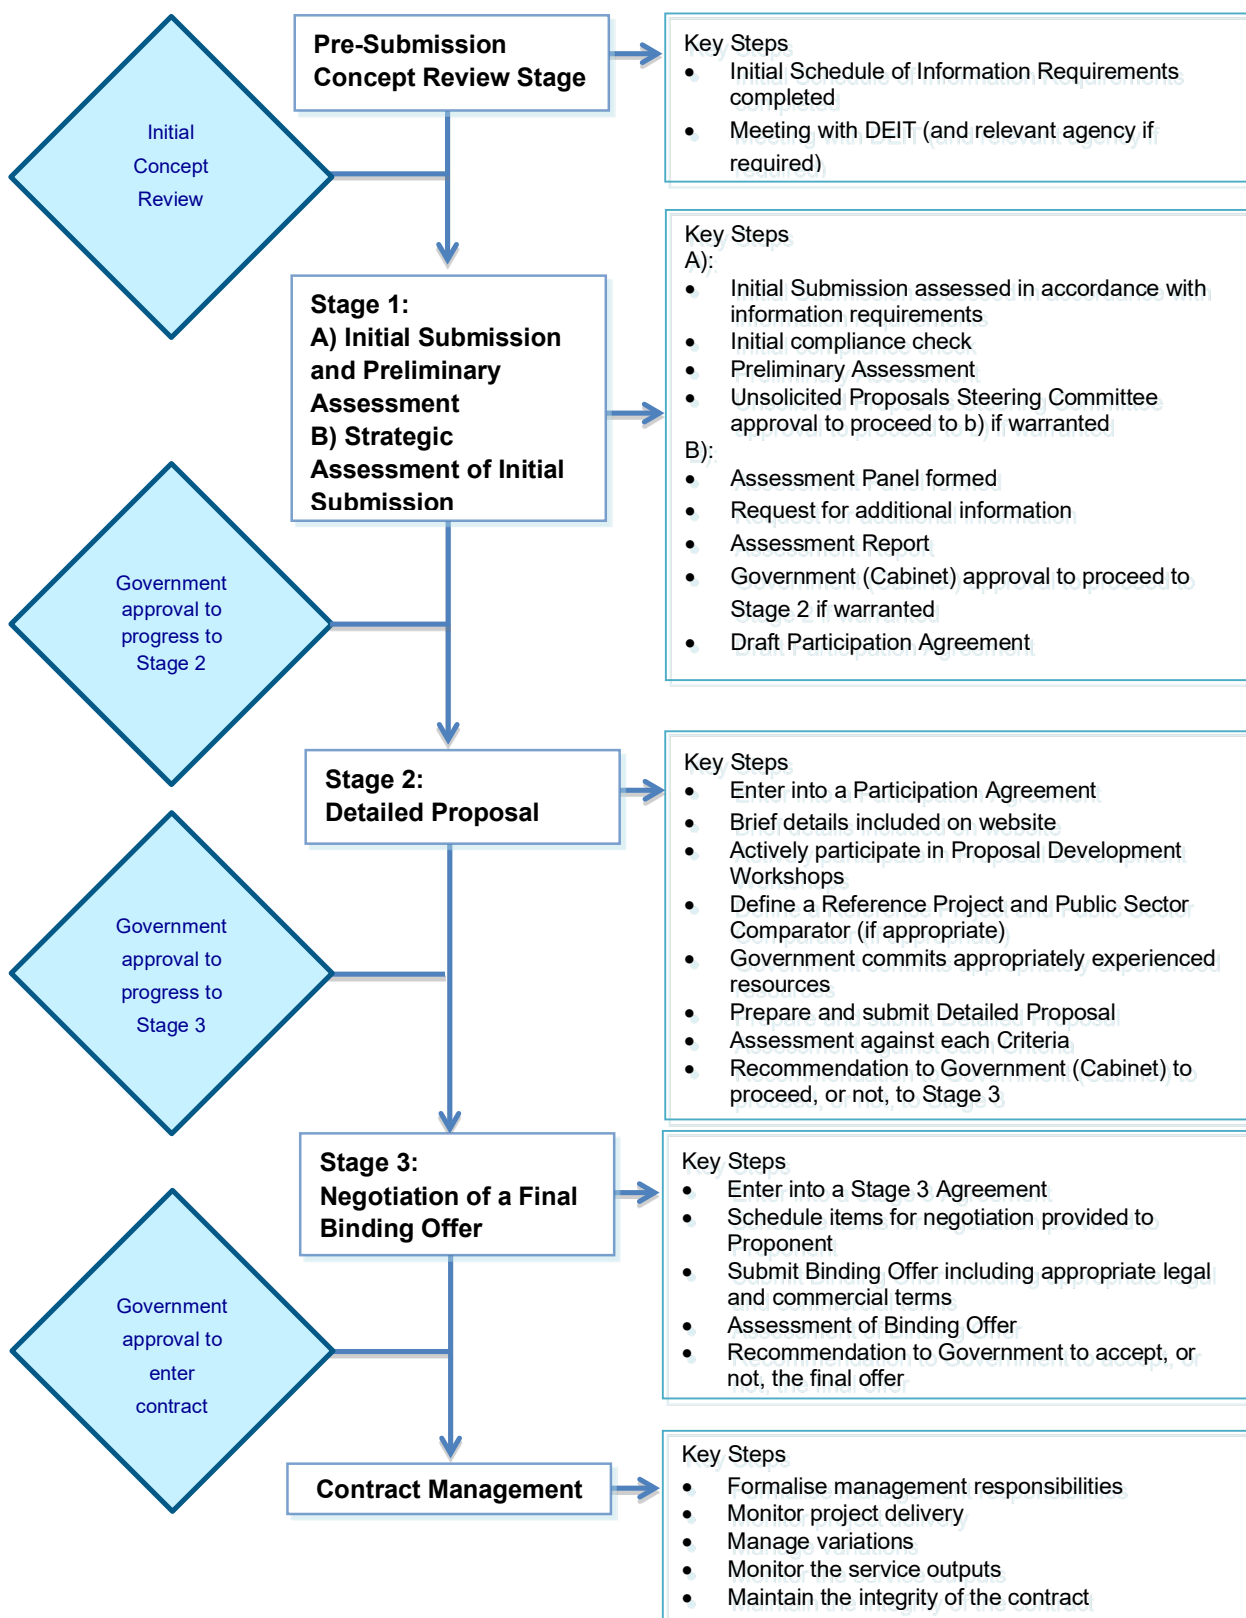 Pre-Submission
Concept Review Stage
Key Steps
• Initial Schedule of Information Requirements
completed
• Meeting with DEIT (and relevant agency if
required)
Initial
Concept
Review
Stage 1:
A) Initial Submission
and Preliminary
Assessment
B) Strategic
Assessment of Initial
Submission
Key Steps
A):
• Initial Submission assessed in accordance with
information requirements
• Initial compliance check
• Preliminary Assessment
• Unsolicited Proposals Steering Committee
approval to proceed to b) if warranted
B):
• Assessment Panel formed
• Request for additional information
• Assessment Report
• Government (Cabinet) approval to proceed to
Stage 2 if warranted
• Draft Participation Agreement
Government
approval to
progress to
Stage 2
Stage 2:
Detailed Proposal
Key Steps
• Enter into a Participation Agreement
• Brief details included on website
• Actively participate in Proposal Development
Workshops
• Define a Reference Project and Public Sector
Comparator (if appropriate)
• Government commits appropriately experienced
resources
• Prepare and submit Detailed Proposal
• Assessment against each Criteria
• Recommendation to Government (Cabinet) to
proceed, or not, to Stage 3
Government
approval to
progress to
Stage 3
Stage 3:
Negotiation of a Final
Binding Offer
Key Steps
• Enter into a Stage 3 Agreement
• Schedule items for negotiation provided to
Proponent
• Submit Binding Offer including appropriate legal
and commercial terms
• Assessment of Binding Offer
• Recommendation to Government to accept, or
not, the final offer
Government
approval to
enter
contract
Contract Management
Key Steps
• Formalise management responsibilities
• Monitor project delivery
• Manage variations
• Monitor the service outputs
• Maintain the integrity of the contract